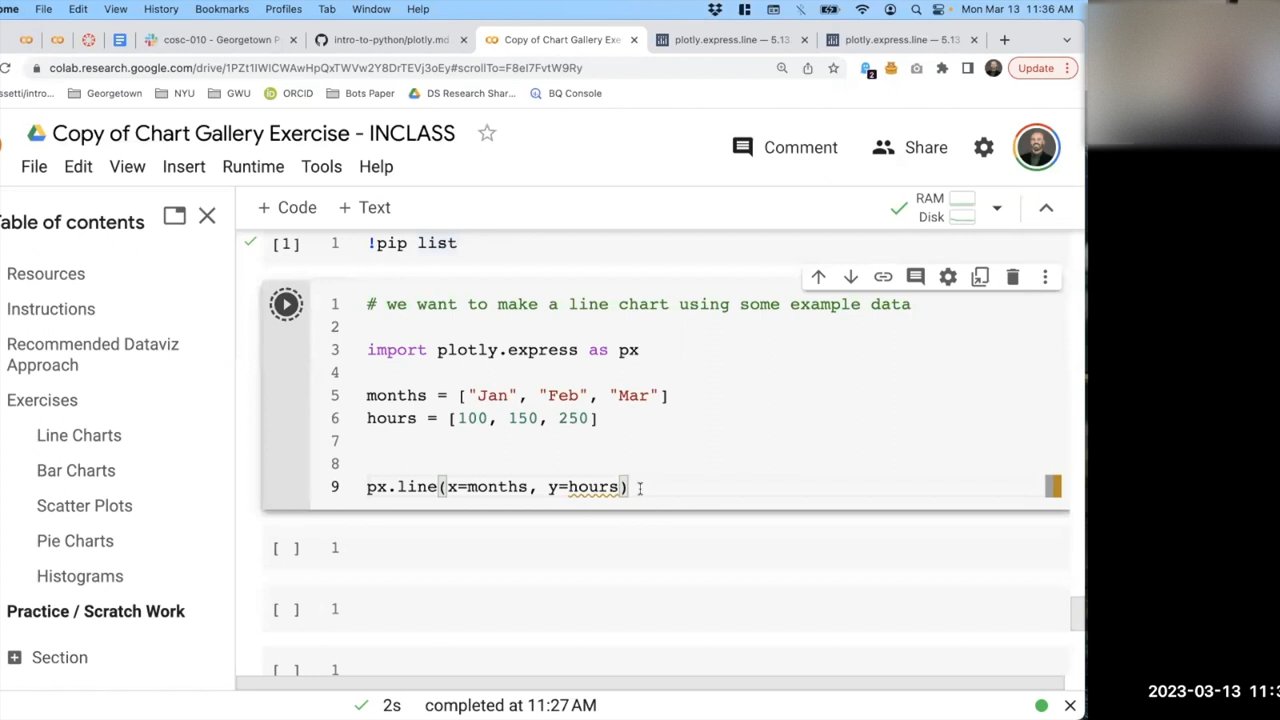 ome File Edit View History Bookmarks Profiles Tab Window Help Mon Mar 13 11:36 AM
cosc-010 - Georgetown P intro-to-python/plotly.md Copy of Chart Gallery Exe plotly.express.line — 5.13 plotly.express.line — 5.13
colab.research.google.com/drive/1PZt1IWICWAwHpQxTWVw2Y8DrTEVj3oEy#scrollTo=F8eI7FvtW9Ry 2 Update
ssetti/intro... Georgetown NYU GWU ORCID Bots Paper DS Research Shar... BQ Console
Copy of Chart Gallery Exercise - INCLASS
Comment Share
File Edit View Insert Runtime Tools Help
Table of contents
+ Code + Text
RAM
Disk
Resources
Instructions
Recommended Dataviz
Approach
Exercises
Line Charts
Bar Charts
Scatter Plots
Pie Charts
Histograms
Practice / Scratch Work
Section
[1] 1 !pip list
1 # we want to make a line chart using some example data
2
3 import plotly.express as px
4
5 months = ["Jan", "Feb", "Mar"]
6 hours = [100, 150, 250]
7
8
9 px.line(x=months, y=hours)
[ ] 1
[ ] 1
[ ] 1
2s completed at 11:27 AM
2023-03-13 11:3